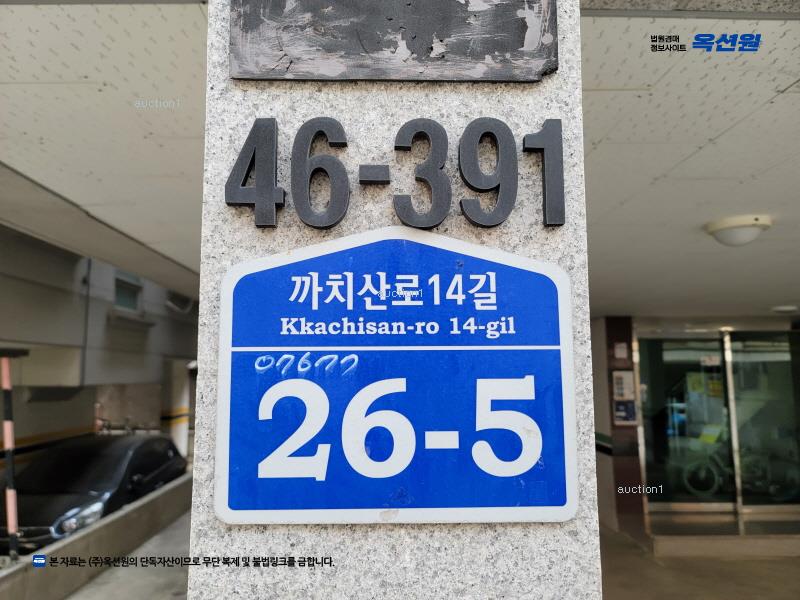 법원경매
정보사이트 옥션원
auction1
46-391
까치산로14길
auction1
Kkachisan-ro 14-gil
07677
26-5
auction1
본 자료는 (주)옥션원의 단독자산이므로 무단 복제 및 불법링크를 금합니다.